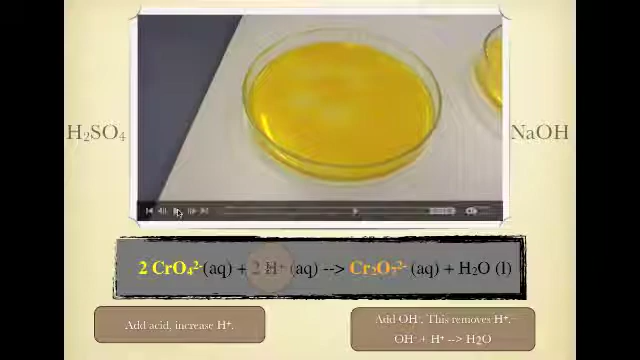 H₂SO₄
NaOH
2 CrO₄²⁻(aq) + 2 H⁺ (aq) --> Cr₂O₇²⁻ (aq) + H₂O (l)
Add acid, increase H⁺.
Add OH⁻. This removes H⁺.
OH⁻ + H⁺ --> H₂O